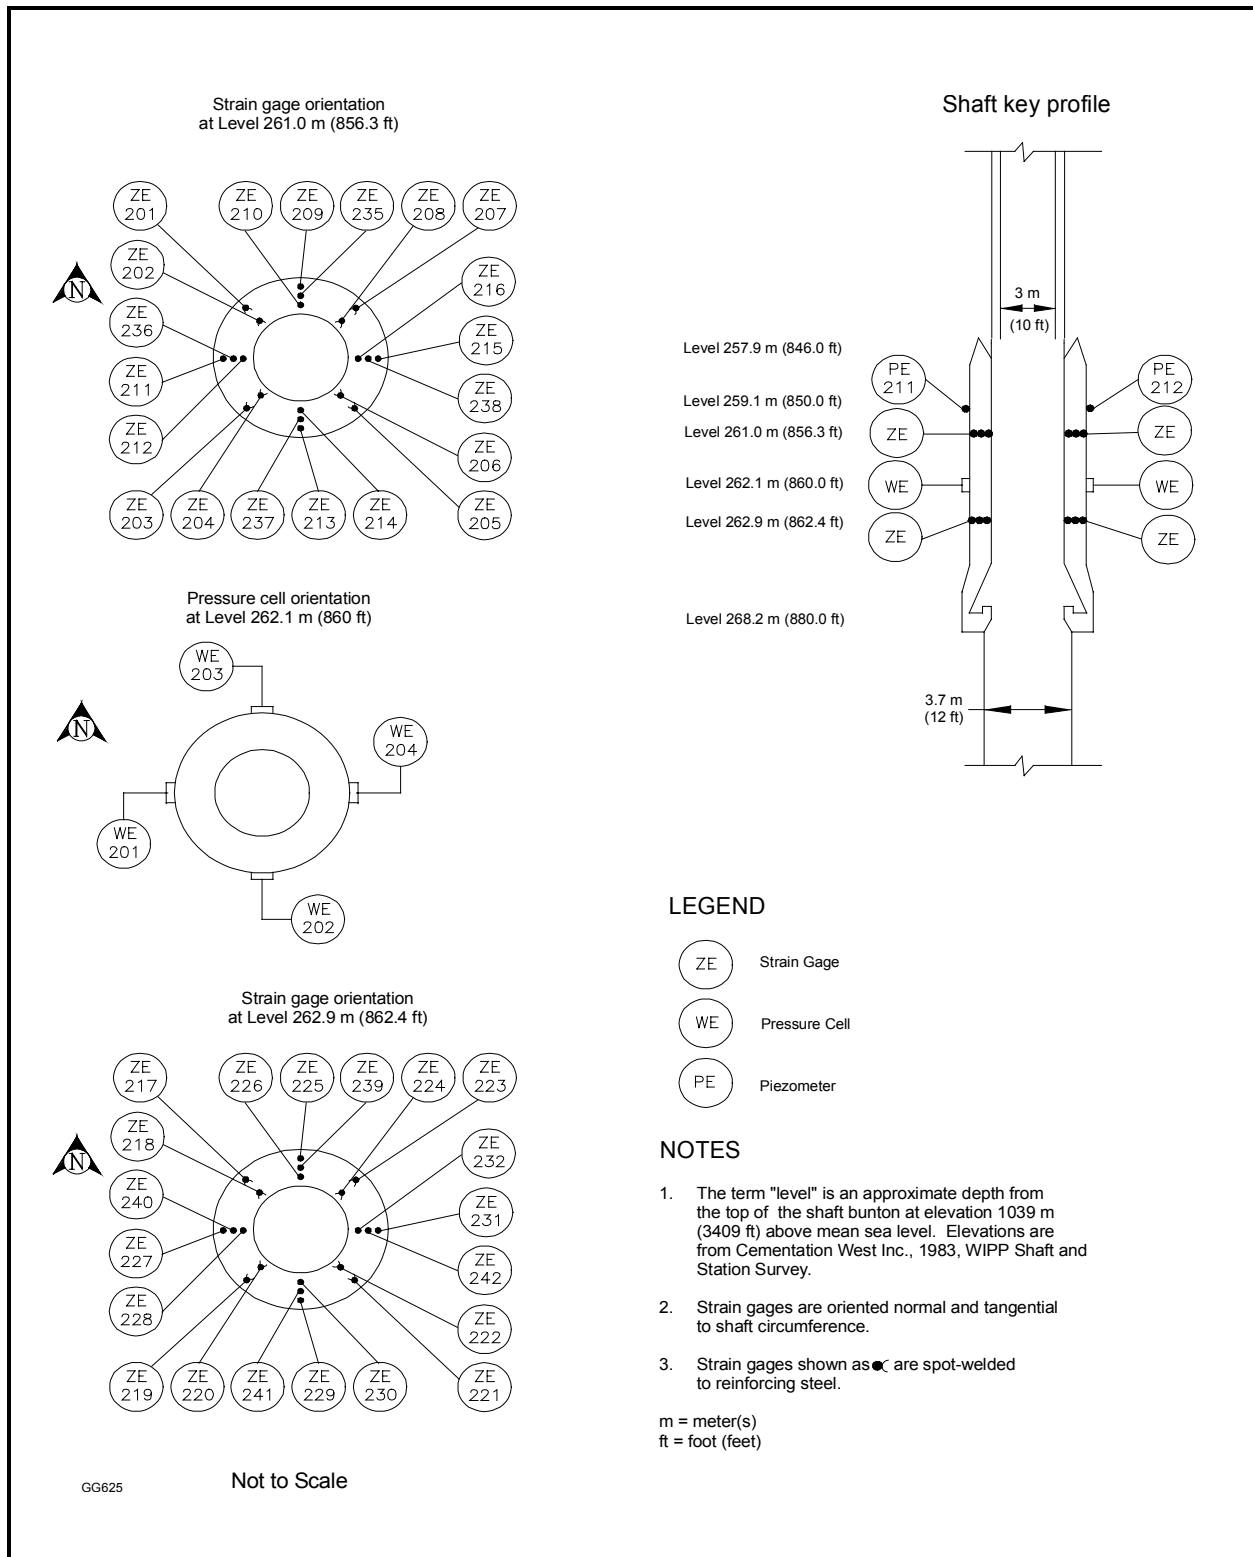 Strain gage orientation
at Level 261.0 m (856.3 ft)
ZE
201
ZE
210
ZE
209
ZE
235
ZE
208
ZE
207
ZE
202
ZE
216
N
ZE
236
ZE
215
ZE
211
ZE
238
ZE
212
ZE
206
ZE
203
ZE
204
ZE
237
ZE
213
ZE
214
ZE
205
Pressure cell orientation
at Level 262.1 m (860 ft)
WE
203
N
WE
204
WE
201
WE
202
Strain gage orientation
at Level 262.9 m (862.4 ft)
ZE
217
ZE
226
ZE
225
ZE
239
ZE
224
ZE
223
ZE
218
ZE
232
N
ZE
240
ZE
231
ZE
227
ZE
242
ZE
228
ZE
222
ZE
219
ZE
220
ZE
241
ZE
229
ZE
230
ZE
221
GG625
Not to Scale
Shaft key profile
3 m
(10 ft)
Level 257.9 m (846.0 ft)
PE
211
PE
212
Level 259.1 m (850.0 ft)
Level 261.0 m (856.3 ft)
ZE
ZE
Level 262.1 m (860.0 ft)
WE
WE
Level 262.9 m (862.4 ft)
ZE
ZE
Level 268.2 m (880.0 ft)
3.7 m
(12 ft)
LEGEND
ZE Strain Gage
WE Pressure Cell
PE Piezometer
NOTES
1. The term "level" is an approximate depth from
the top of the shaft bunton at elevation 1039 m
(3409 ft) above mean sea level. Elevations are
from Cementation West Inc., 1983, WIPP Shaft and
Station Survey.
2. Strain gages are oriented normal and tangential
to shaft circumference.
3. Strain gages shown as are spot-welded
to reinforcing steel.
m = meter(s)
ft = foot (feet)